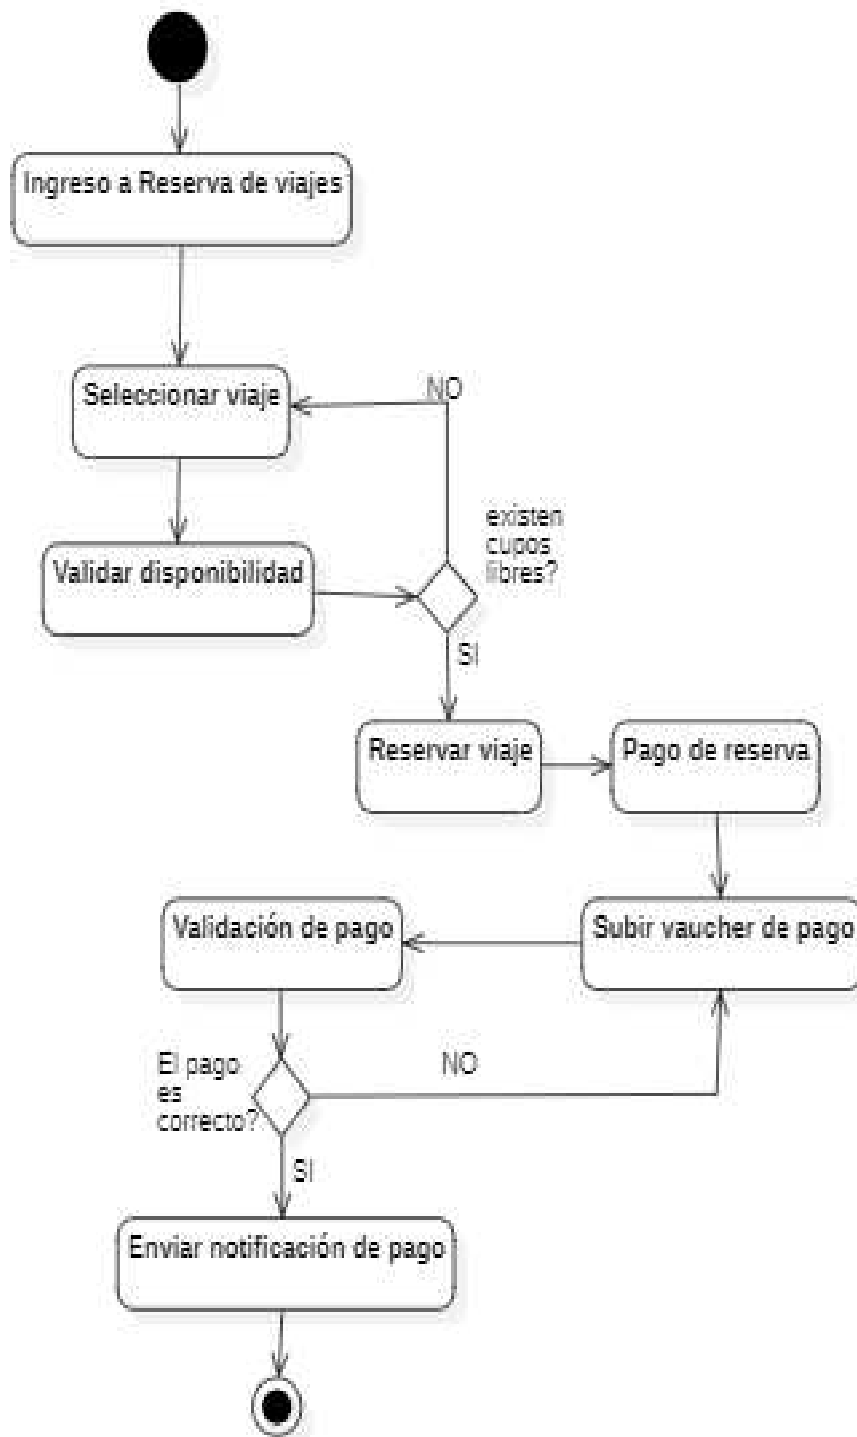 Ingreso a Reserva de viajes
Seleccionar viaje
NO
Validar disponibilidad
existen
cupos
libres?
SI
Reservar viaje
Pago de reserva
Subir vaucher de pago
Validación de pago
El pago
es
correcto?
NO
SI
Enviar notificación de pago